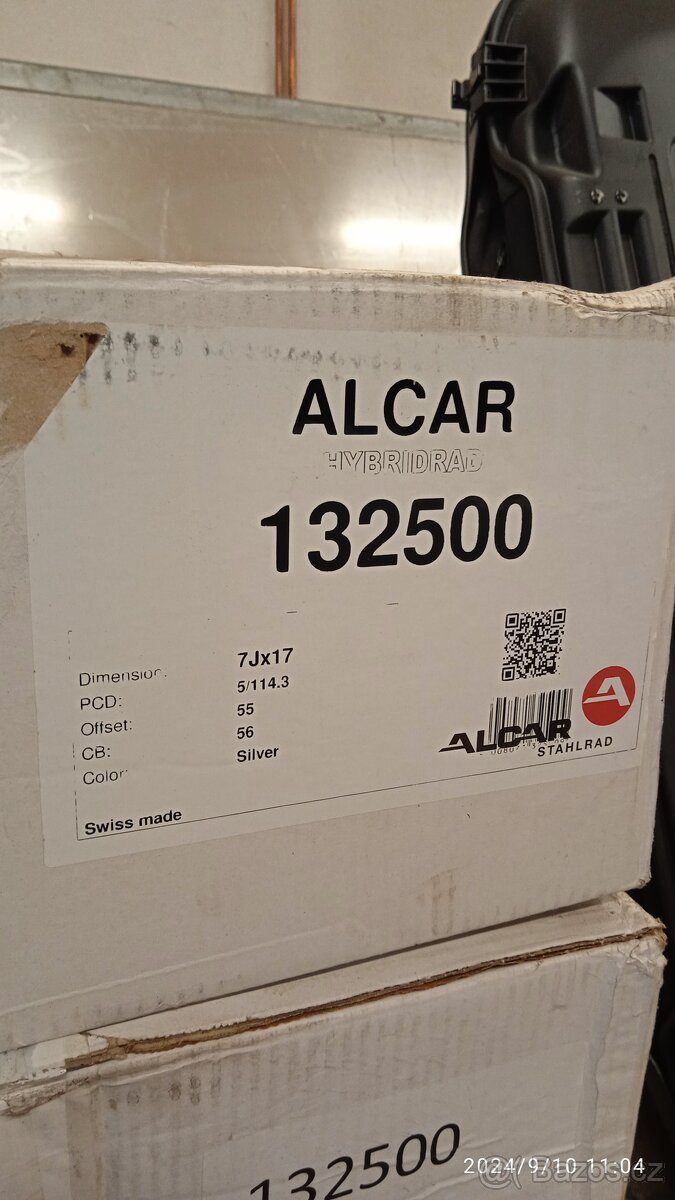 ALCAR
HYBRIDRAD
132500
Dimension: 7Jx17
PCD: 5/114.3
Offset: 55
CB: 56
Color: Silver
Swiss made
ALCAR
STAHLRAD
132500
2024/9/10 11:04
Bazos.cz